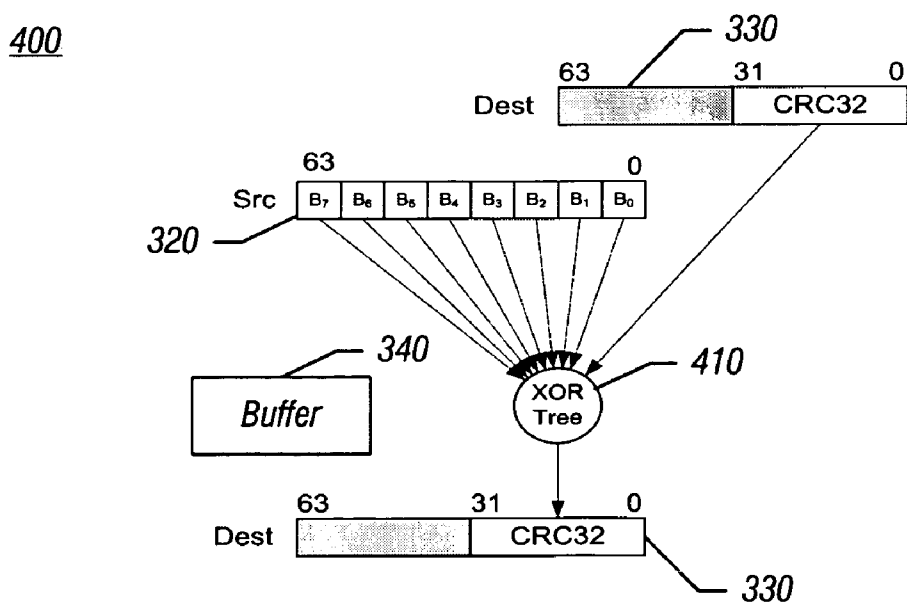 400
330
63 31 0
Dest CRC32
63 0
Src B₇ B₆ B₅ B₄ B₃ B₂ B₁ B₀
320
340
410
Buffer
XOR
Tree
63 31 0
Dest CRC32
330